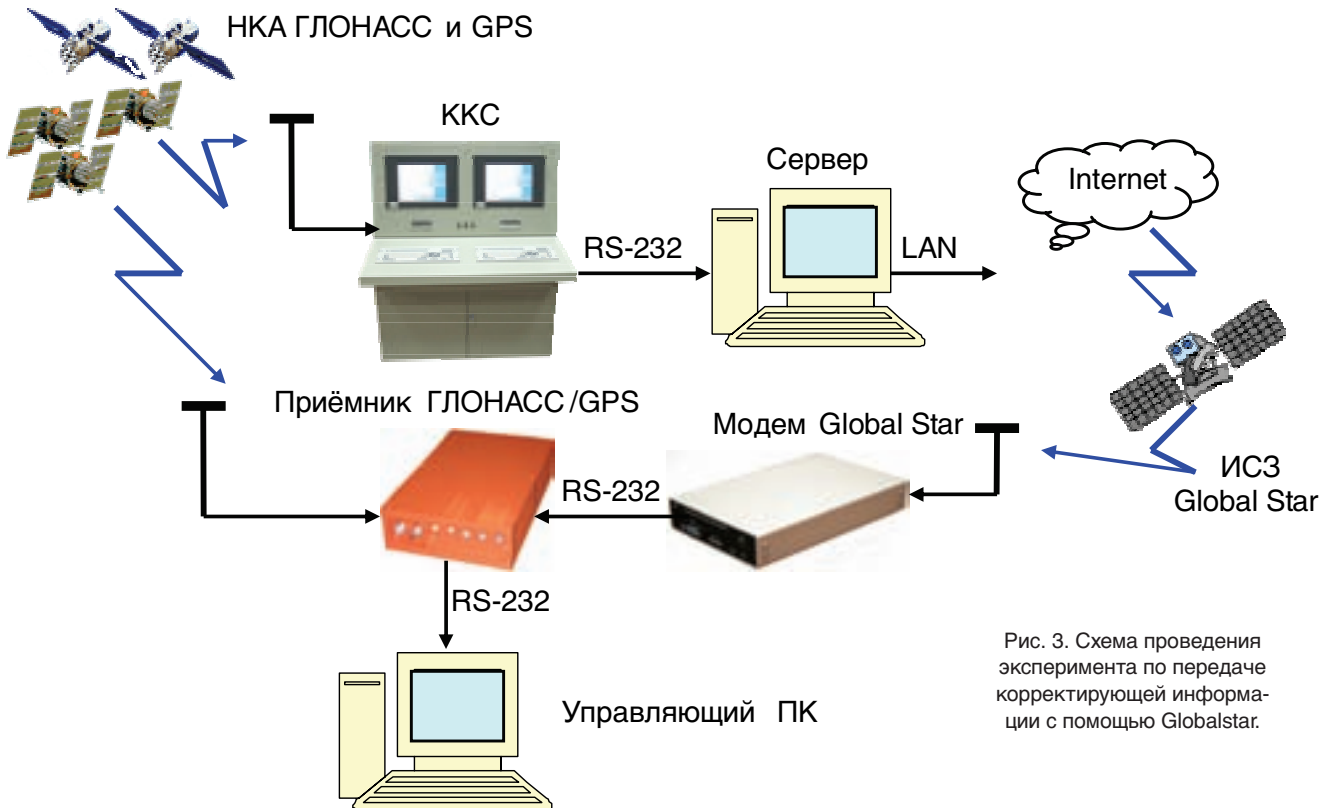 НКА ГЛОНАСС и GPS
ККС
Сервер
Internet
RS-232
LAN
Приёмник ГЛОНАСС/GPS
Модем Global Star
RS-232
ИСЗ
Global Star
RS-232
Управляющий ПК
Рис. 3. Схема проведения
эксперимента по передаче
корректирующей информа-
ции с помощью Globalstar.